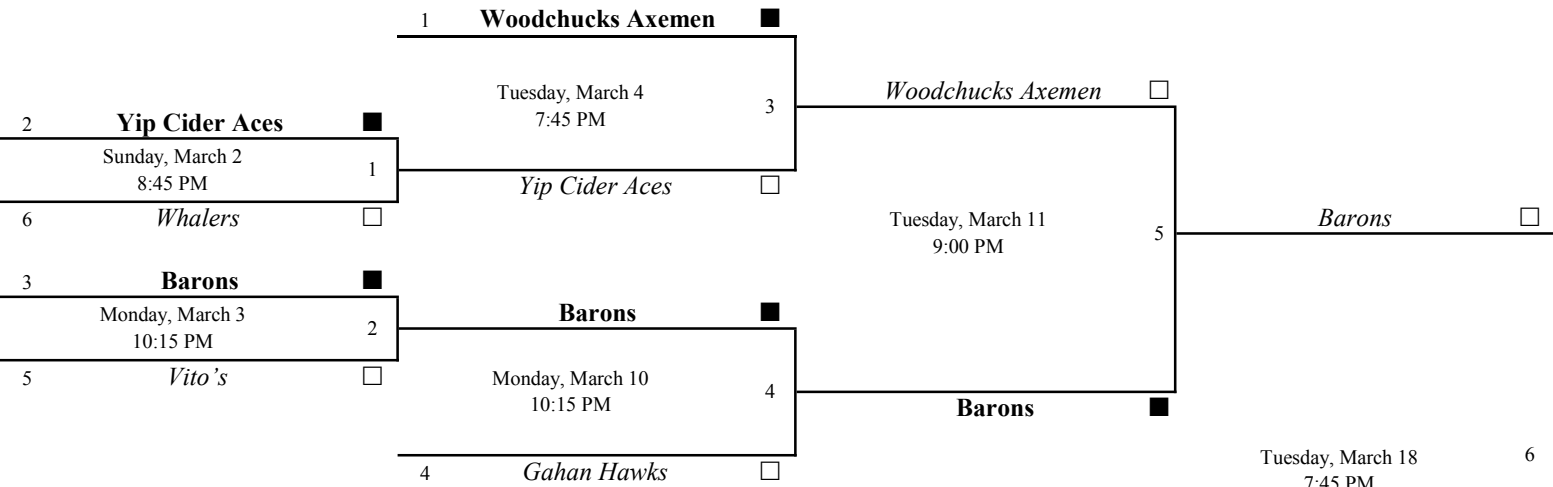 1 Woodchucks Axemen ■
Tuesday, March 4
7:45 PM
3
Woodchucks Axemen □
2 Yip Cider Aces ■
Sunday, March 2
8:45 PM
1
Yip Cider Aces □
6 Whalers □
Tuesday, March 11
9:00 PM
5
Barons □
3 Barons ■
Monday, March 3
10:15 PM
2
Barons ■
5 Vito’s □
Monday, March 10
10:15 PM
4
Barons ■
4 Gahan Hawks □
Tuesday, March 18
7:45 PM
6